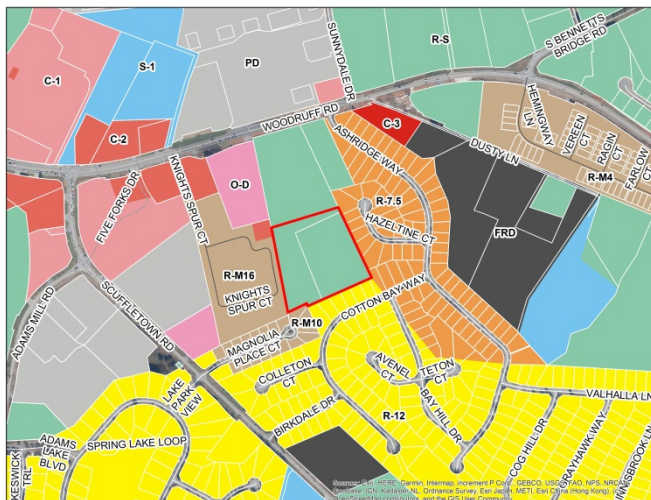 R-S
S BENNETTS
BRIDGE RD
SUNNYDALE DR
PD
S-1
C-1
WOODRUFF RD
HEMINGWAY
LN
VEREEN
CT
RAGIN
CT
FARLOW
CT
C-3
C-2
ASHRIDGE WAY
DUSTY LN
R-M4
KNIGHTS SPUR CT
FIVE FORKS DR
O-D
R-7.5
HAZELTINE CT
FRD
R-M16
KNIGHTS
SPUR CT
ADAMS MILL RD
SCUFFLETOWN RD
COTTON BAY WAY
R-M10
MAGNOLIA
PLACE CT
LAKE
PARK
VIEW
COLLETON
CT
AVENEL
CT
TETON
CT
BAY HILL DR
VALHALLA LN
BIRKDALE DR
R-12
COG HILL DR
ADAMS
LAKE
BLVD
SPRING LAKE LOOP
KESWICK
TRL